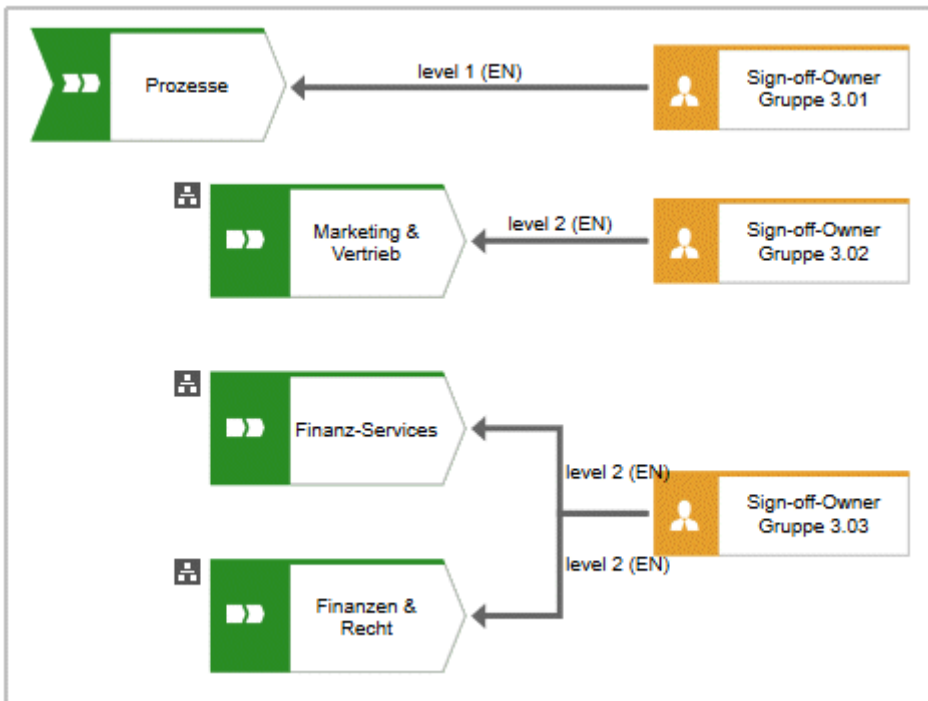 Prozesse
level 1 (EN)
Sign-off-Owner
Gruppe 3.01
Marketing &
Vertrieb
level 2 (EN)
Sign-off-Owner
Gruppe 3.02
Finanz-Services
level 2 (EN)
Sign-off-Owner
Gruppe 3.03
level 2 (EN)
Finanzen &
Recht